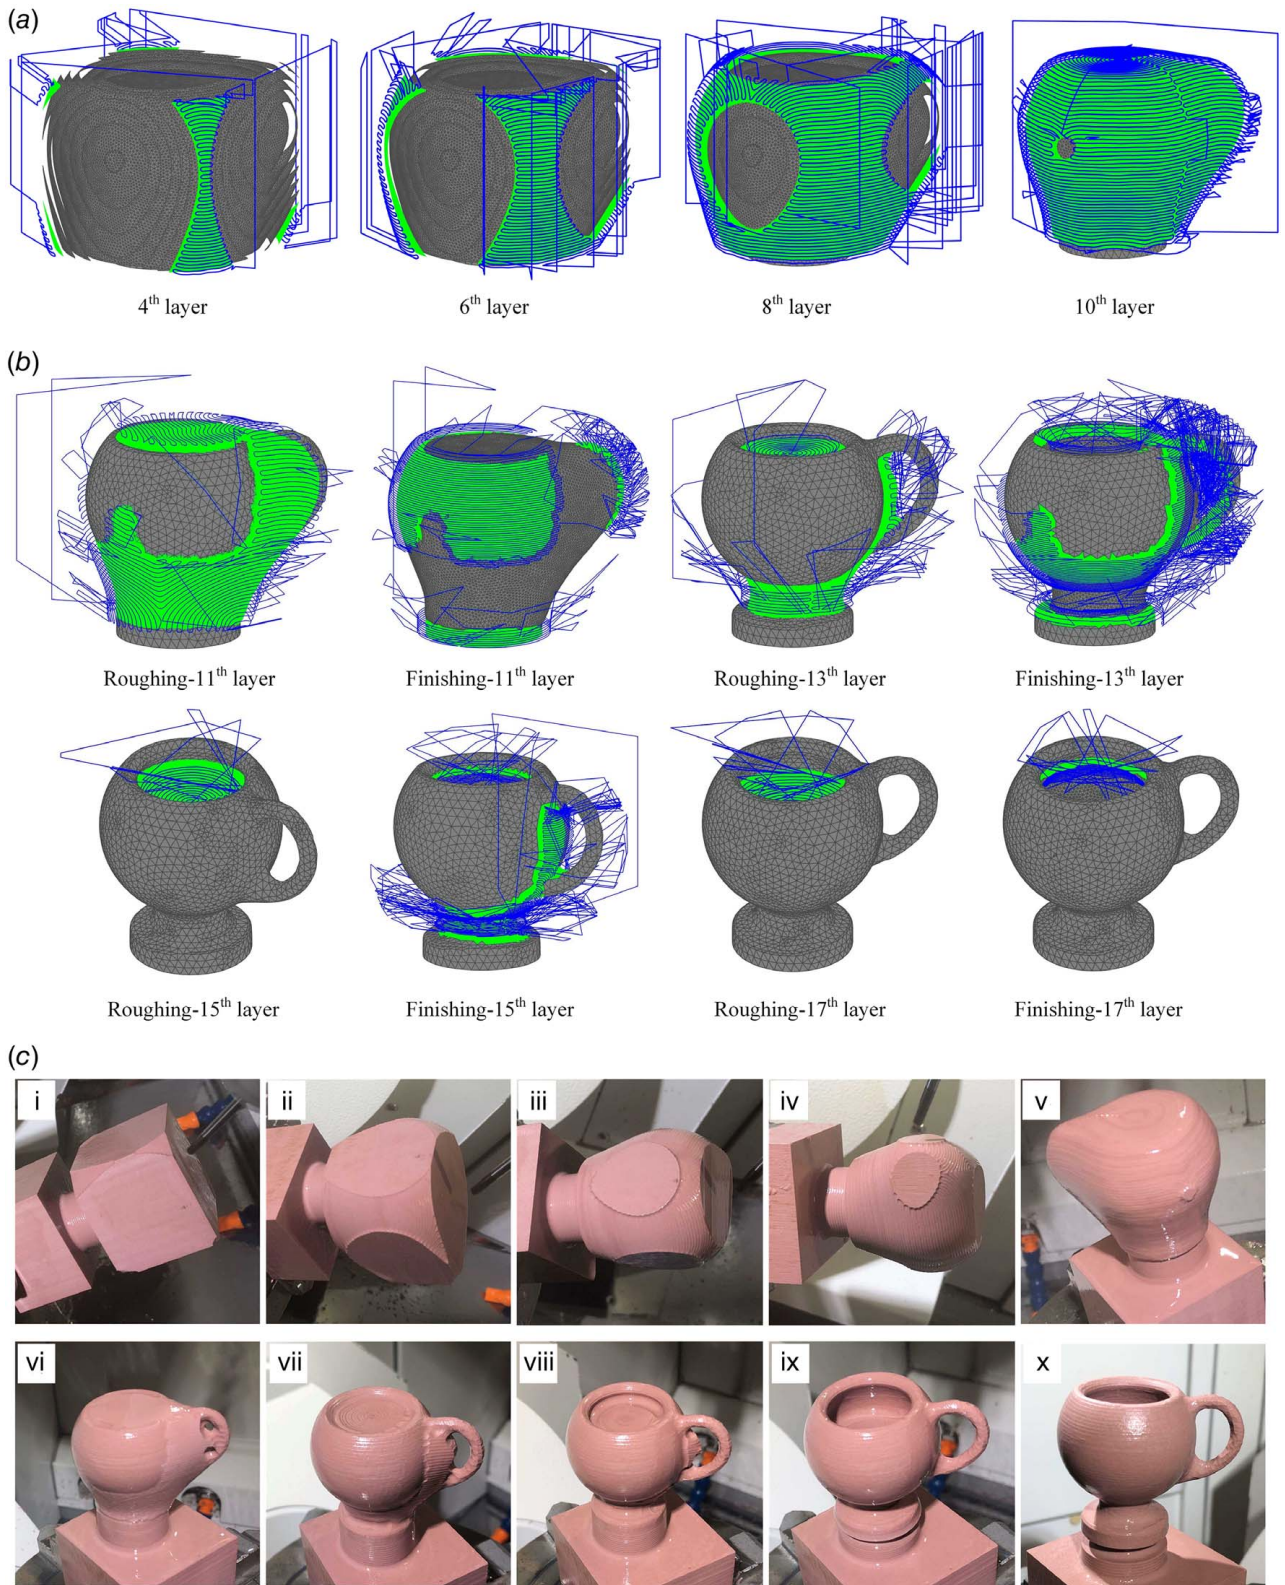 (a)
4th layer 6th layer 8th layer 10th layer
(b)
Roughing-11th layer Finishing-11th layer Roughing-13th layer Finishing-13th layer
Roughing-15th layer Finishing-15th layer Roughing-17th layer Finishing-17th layer
(c)
i ii iii iv v
vi vii viii ix x